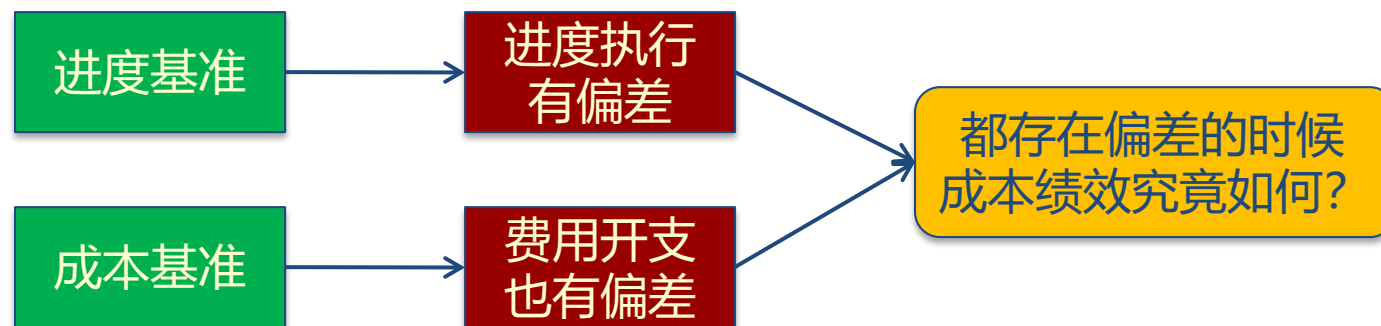 进度基准
进度执行
有偏差
都存在偏差的时候
成本绩效究竟如何？
成本基准
费用开支
也有偏差